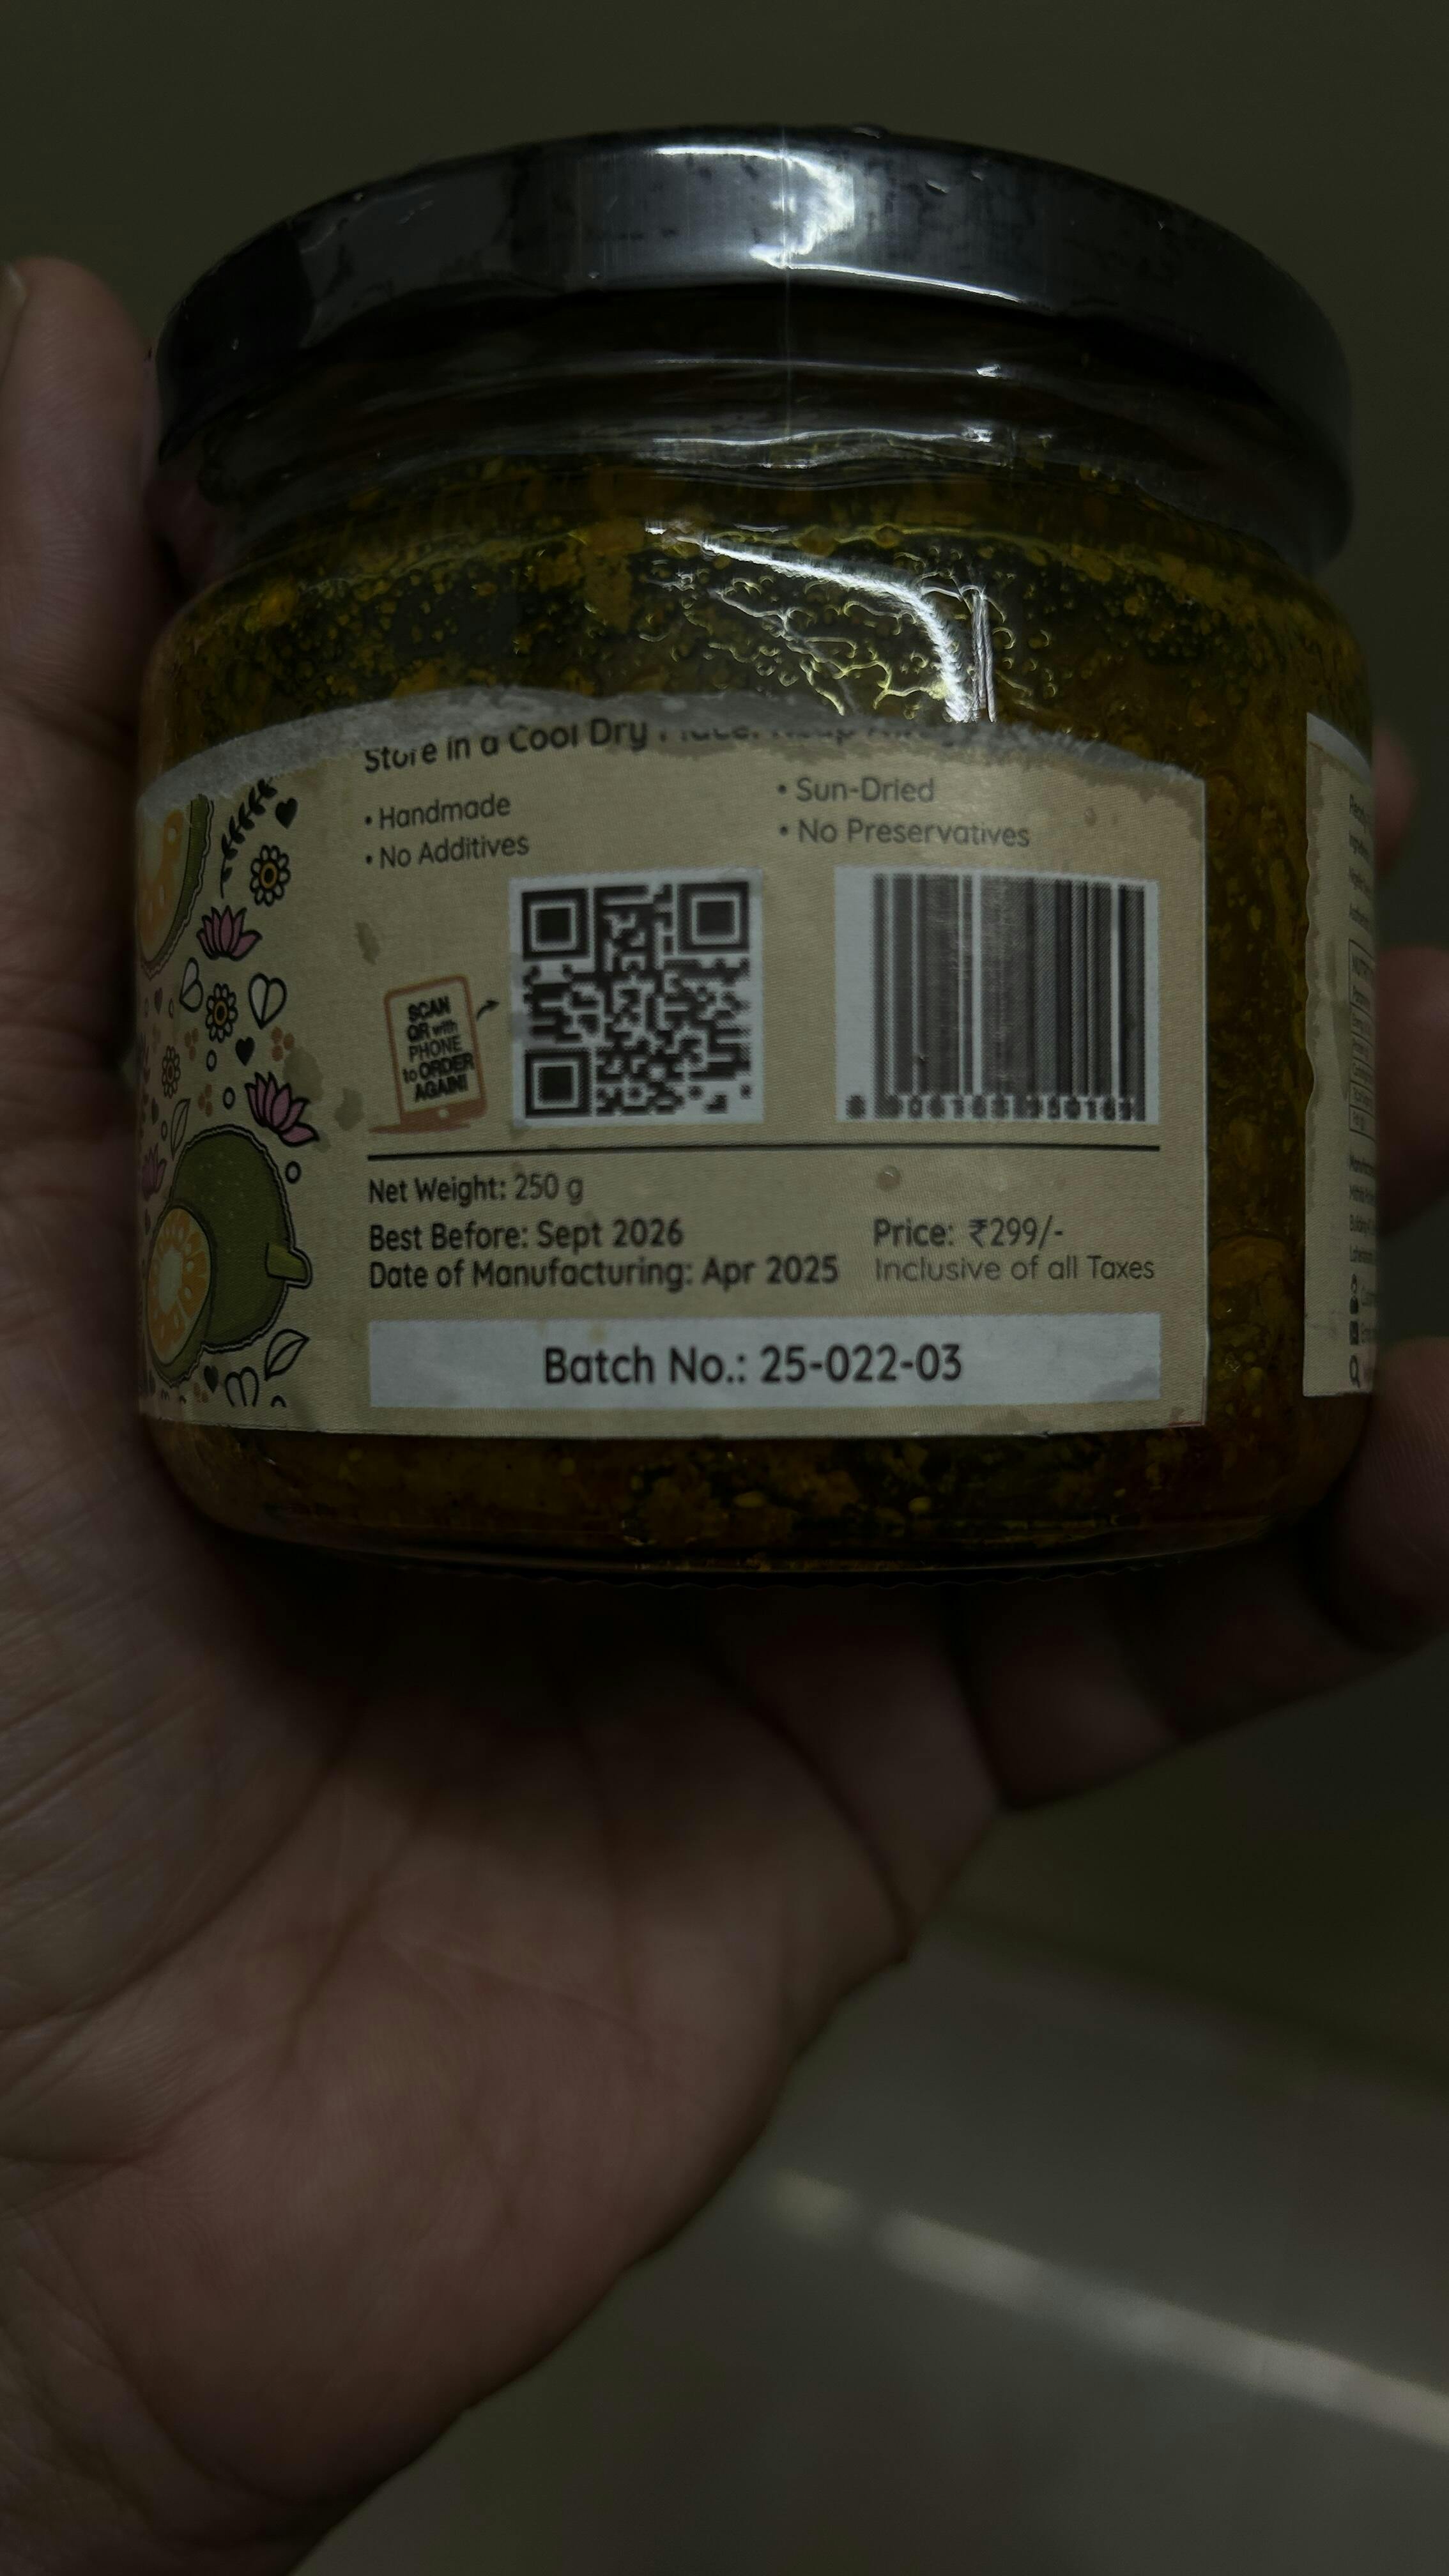 Store in a Cool Dry
• Handmade
• No Additives
• Sun-Dried
• No Preservatives
SCAN
QR with
PHONE
to ORDER
AGAIN!
Net Weight: 250 g
Best Before: Sept 2026
Date of Manufacturing: Apr 2025
Price: ₹299/-
Inclusive of all Taxes
Batch No.: 25-022-03